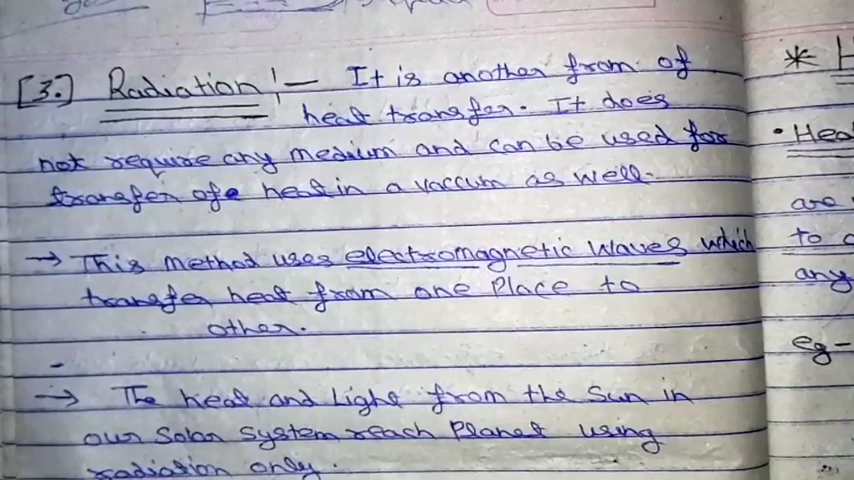 [3.] Radiation :- It is another from of
heat transfer. It does
not require any medium and can be used for
transfer of heat in a vaccum as well.
→ This method uses electromagnetic waves which
transfer heat from one place to
other.
→ The heat and light from the Sun in
our Solar system reach Planet using
radiation only.
* H
• Hea
are
to
any
eg-